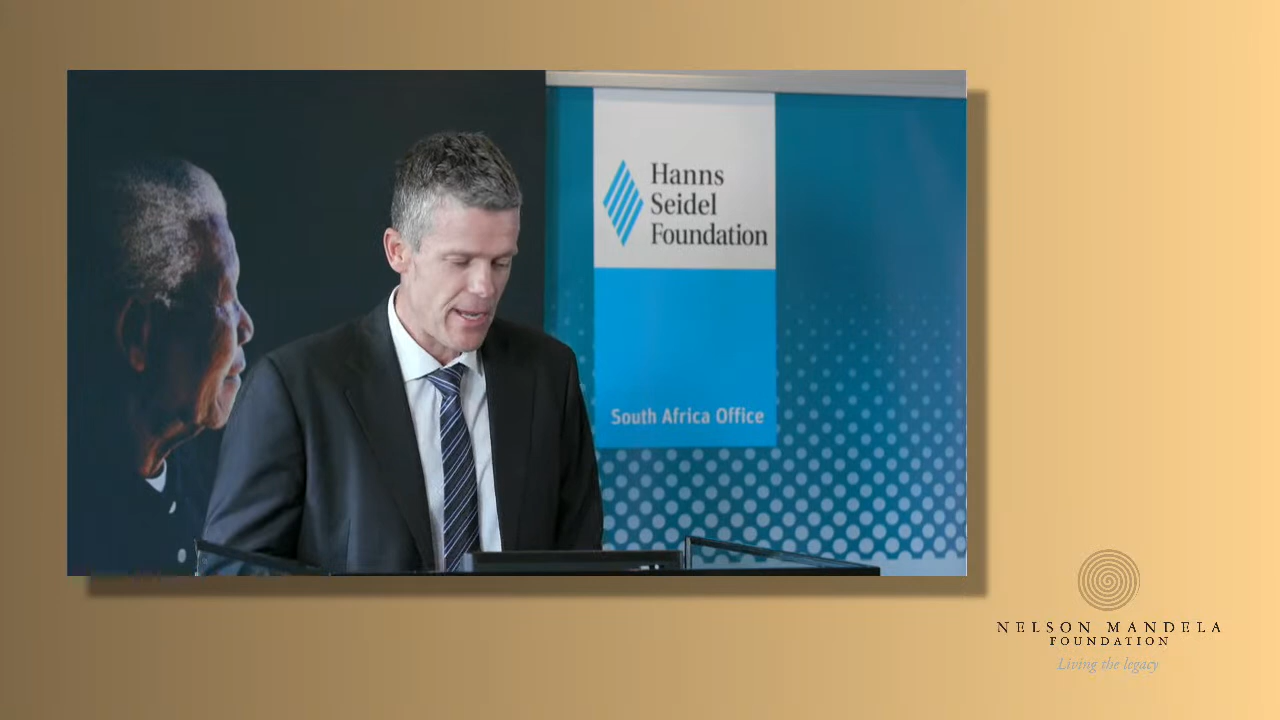 Hanns
Seidel
Foundation
South Africa Office
NELSON MANDELA
FOUNDATION
Living the legacy